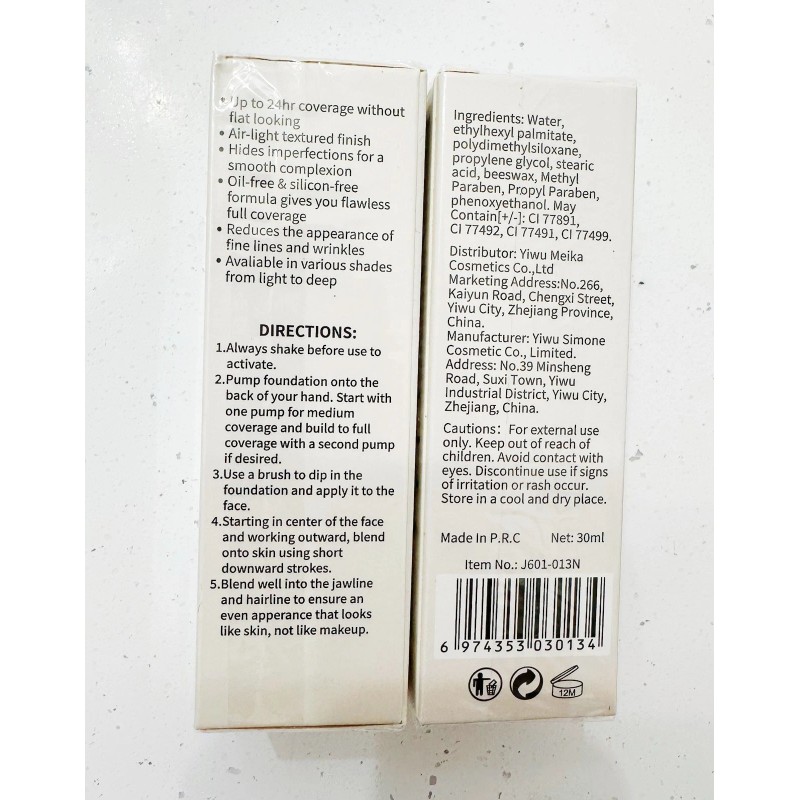 • Up to 24hr coverage without
flat looking
• Air-light textured finish
• Hides imperfections for a
smooth complexion
• Oil-free & silicon-free
formula gives you flawless
full coverage
• Reduces the appearance of
fine lines and wrinkles
• Avaliable in various shades
from light to deep
DIRECTIONS:
1.Always shake before use to
activate.
2.Pump foundation onto the
back of your hand. Start with
one pump for medium
coverage and build to full
coverage with a second pump
if desired.
3.Use a brush to dip in the
foundation and apply it to the
face.
4.Starting in center of the face
and working outward, blend
onto skin using short
downward strokes.
5.Blend well into the jawline
and hairline to ensure an
even apperance that looks
like skin, not like makeup.
Ingredients: Water,
ethylhexyl palmitate,
polydimethylsiloxane,
propylene glycol, stearic
acid, beeswax, Methyl
Paraben, Propyl Paraben,
phenoxyethanol. May
Contain[+/-]: CI 77891,
CI 77492, CI 77491, CI 77499.
Distributor: Yiwu Meika
Cosmetics Co.,Ltd
Marketing Address:No.266,
Kaiyun Road, Chengxi Street,
Yiwu City, Zhejiang Province,
China.
Manufacturer: Yiwu Simone
Cosmetic Co., Limited.
Address: No.39 Minsheng
Road, Suxi Town, Yiwu
Industrial District, Yiwu City,
Zhejiang, China.
Cautions: For external use
only. Keep out of reach of
children. Avoid contact with
eyes. Discontinue use if signs
of irritation or rash occur.
Store in a cool and dry place.
Made In P.R.C Net: 30ml
Item No.: J601-013N
6 974353 030134
12M